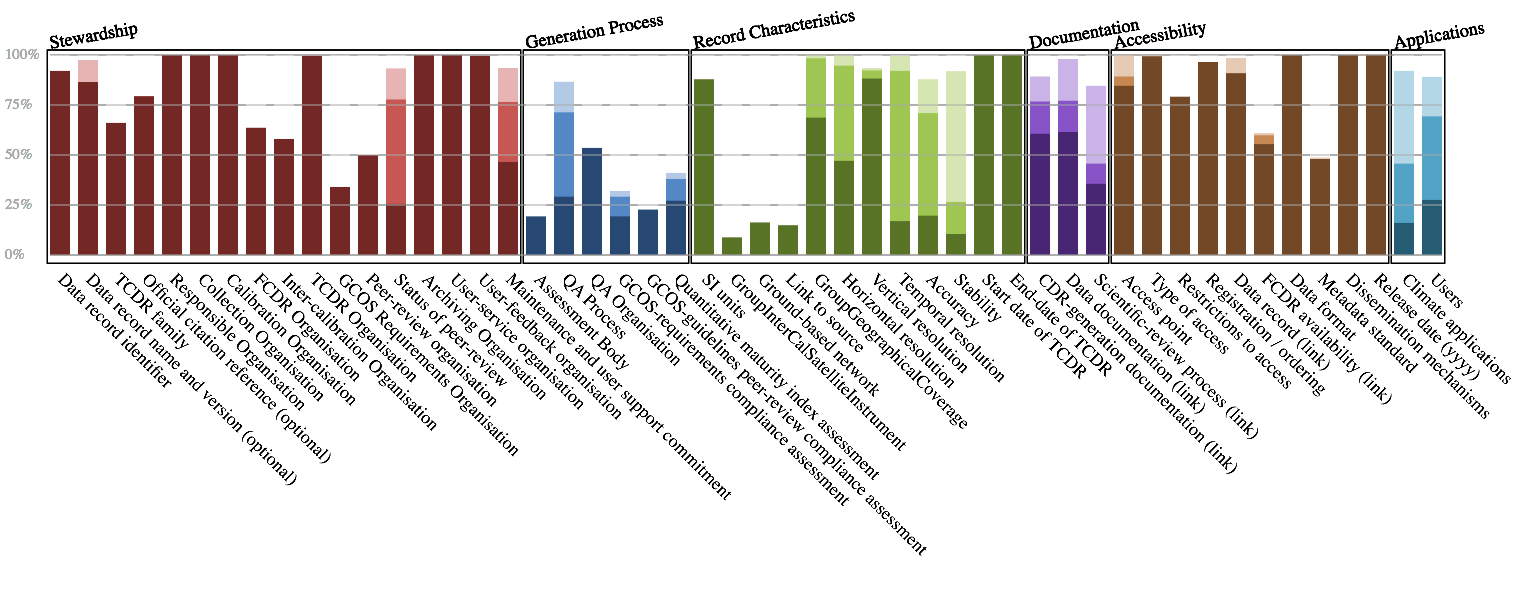 Stewardship
Generation Process
Record Characteristics
Documentation
Accessibility
Applications
100%
75%
50%
25%
0%
Data record identifier
Data record name and version (optional)
TCDR family
Official citation reference (optional)
Responsible Organisation
Collection Organisation
Calibration Organisation
FCDR Organisation
Inter-calibration Organisation
TCDR Organisation
GCOS Requirements Organisation
Peer-review organisation
Status of peer-review
Archiving Organisation
User-service organisation
User-feedback organisation
Maintenance and user support commitment
Assessment Body
QA Process
QA Organisation
GCOS-requirements compliance assessment
GCOS-guidelines peer-review compliance assessment
Quantitative maturity index assessment
SI units
GroupInterCalSatelliteInstrument
Ground-based network
Link to source
GroupGeographicalCoverage
Horizontal resolution
Vertical resolution
Temporal resolution
Accuracy
Stability
Start date of TCDR
End-date of TCDR
CDR-generation documentation (link)
Data documentation (link)
Scientific-review process (link)
Access point
Type of access
Restrictions to access
Registration / ordering
Data record (link)
FCDR availability (link)
Data format
Metadata standard
Dissemination mechanisms
Release date (yyyy)
Climate applications
Users